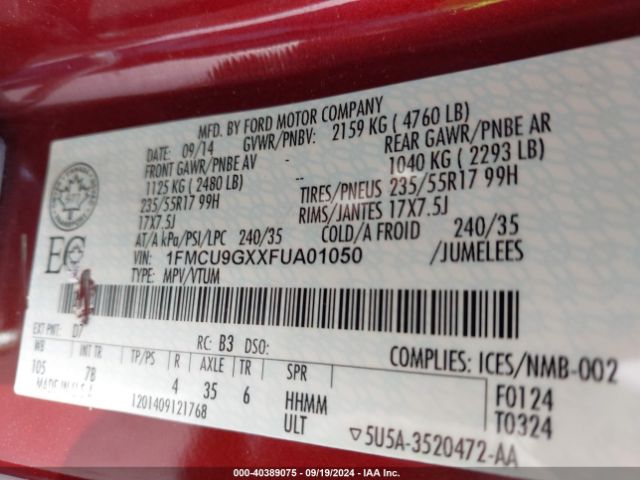 MFD. BY FORD MOTOR COMPANY
DATE: 09/14 GVWR/PNBV: 2159 KG ( 4760 LB)
FRONT GAWR/PNBE AV - REAR GAWR/PNBE AR
1125 KG ( 2480 LB) -- 1040 KG ( 2293 LB)
235/55R17 99H TIRES/PNEUS 235/55R17 99H
17X7.5J RIMS/JANTES 17X7.5J
AT/A kPa/PSI/LPC 240/35 COLD/A FROID 240/35
VIN: 1FMCU9GXXFUA01050 /JUMELEES
TYPE: MPV/VTUM
EXT PNT: D7 RC: B3 DSO:
WB INT TR TP/PS R AXLE TR SPR
105 7B 4 35 6 HHMM
MADE IN U.S.A. 1201409121768 ULT
COMPLIES: ICES/NMB-002
F0124
T0324
▽5U5A-3520472-AA
000-40389075 - 09/19/2024 - IAAI.COM